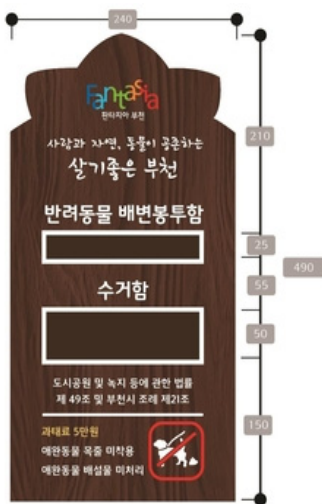 240
Fantasia
판타지아 부천
사람과 자연, 동물이 공존하는
살기좋은 부천
210
반려동물 배변봉투함
25
490
수거함
55
50
도시공원 및 녹지 등에 관한 법률
제 49조 및 부천시 조례 제21조
150
과태료 5만원
애완동물 목줄 미착용
애완동물 배설물 미처리